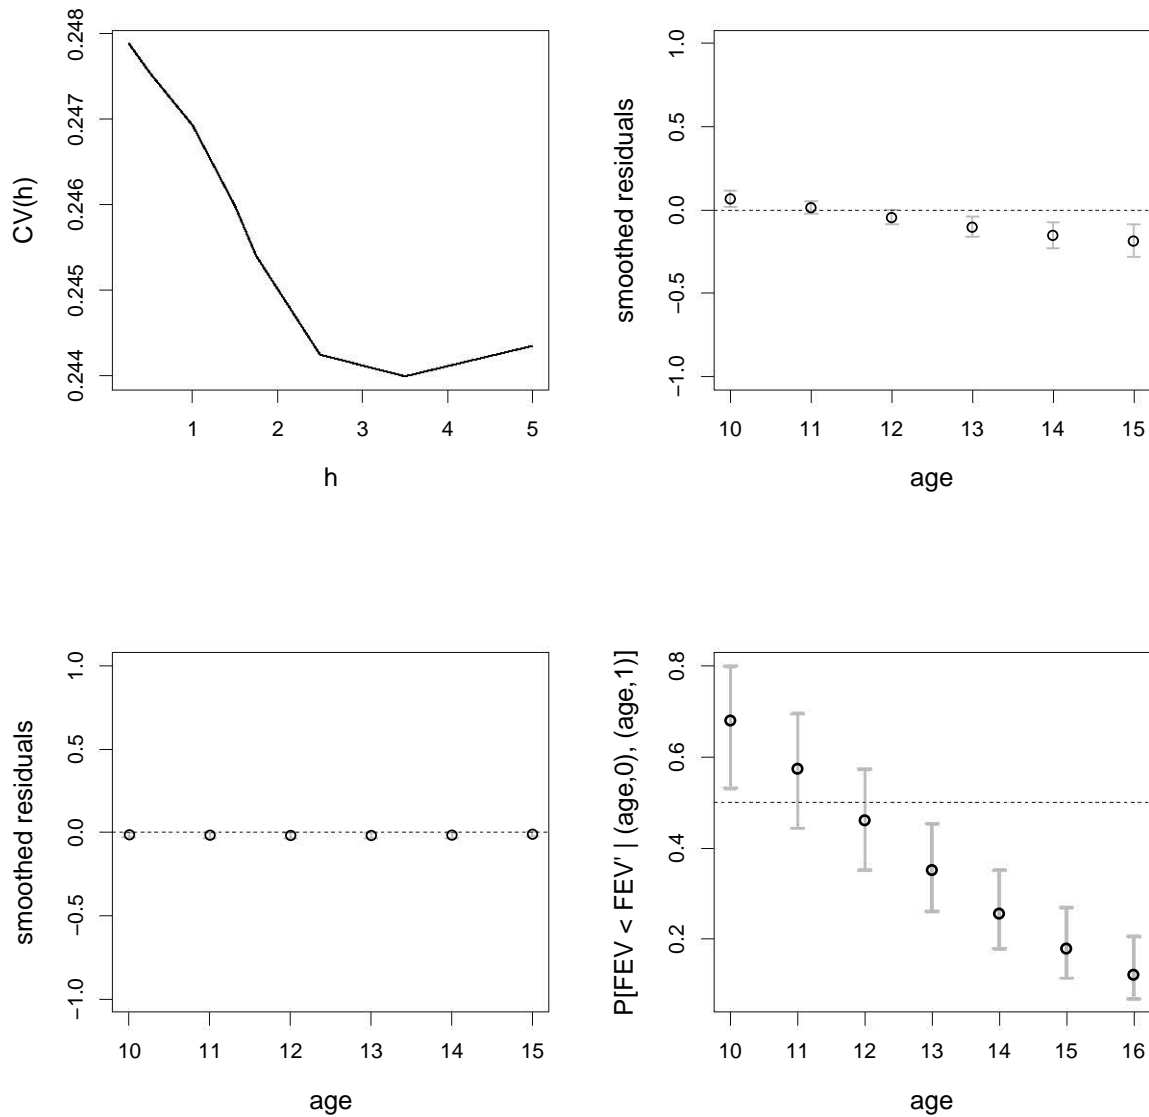 CV(h)
0.248
0.247
0.246
0.245
0.244
1 2 3 4 5
h
smoothed residuals
1.0
0.5
0.0
−0.5
−1.0
10 11 12 13 14 15
age
smoothed residuals
1.0
0.5
0.0
−0.5
−1.0
10 11 12 13 14 15
age
P[FEV < FEV' | (age,0), (age,1)]
0.8
0.6
0.4
0.2
10 11 12 13 14 15 16
age